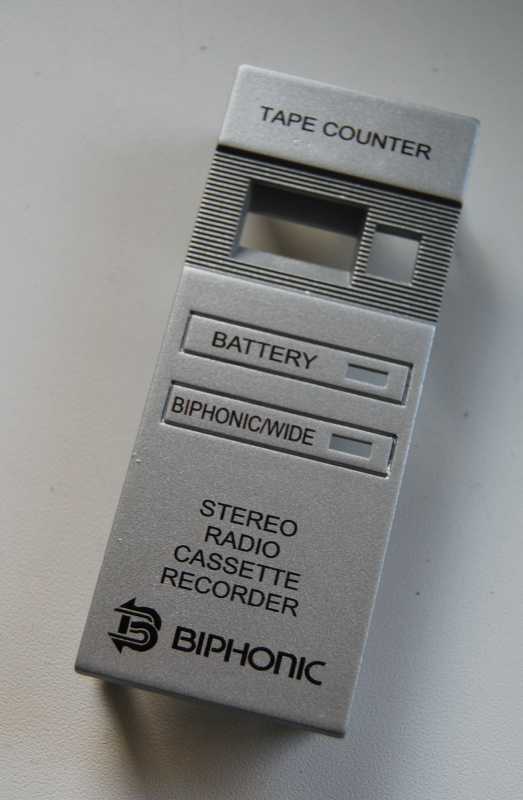 TAPE COUNTER
BATTERY
BIPHONIC/WIDE
STEREO
RADIO
CASSETTE
RECORDER
BIPHONIC